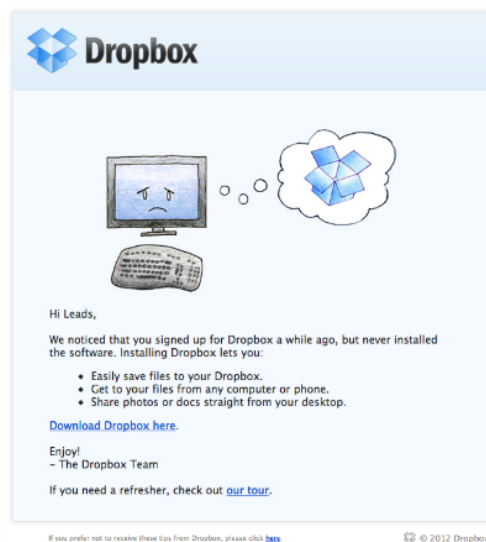 Dropbox
Hi Leads,
We noticed that you signed up for Dropbox a while ago, but never installed
the software. Installing Dropbox lets you:
• Easily save files to your Dropbox.
• Get to your files from any computer or phone.
• Share photos or docs straight from your desktop.
Download Dropbox here.
Enjoy!
– The Dropbox Team
If you need a refresher, check out our tour.
If you prefer not to receive these tips from Dropbox, please click here.
© 2012 Dropbox